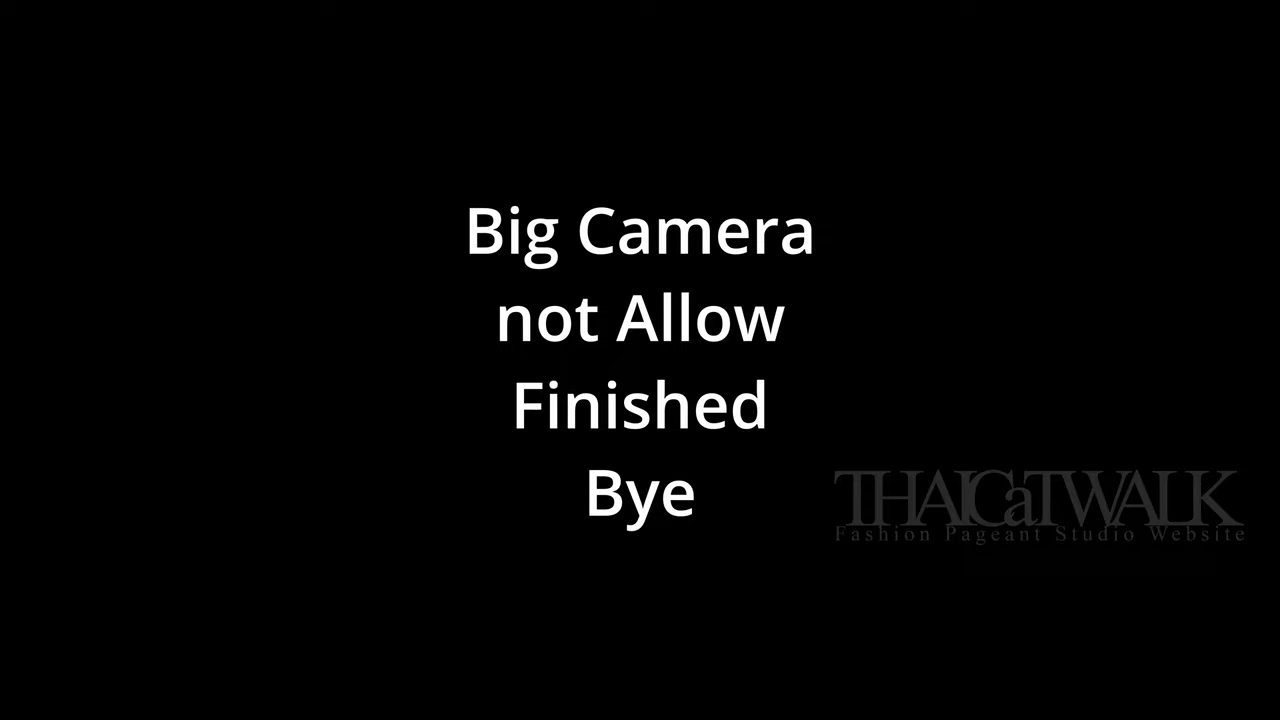 Big Camera
not Allow
Finished
Bye
THAICaTWALK
Fashion Pageant Studio Website